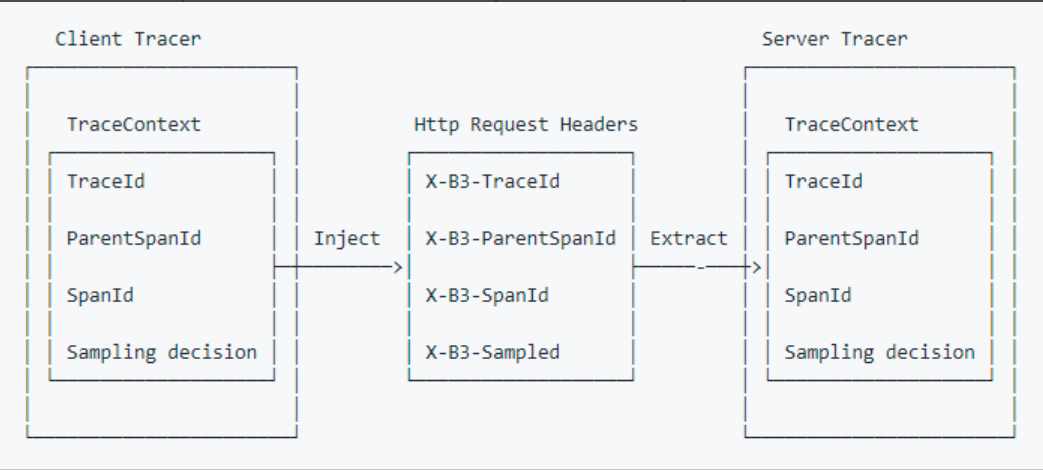 Client Tracer Server Tracer
TraceContext Http Request Headers TraceContext
TraceId X-B3-TraceId TraceId
ParentSpanId Inject X-B3-ParentSpanId Extract ParentSpanId
SpanId X-B3-SpanId SpanId
Sampling decision X-B3-Sampled Sampling decision